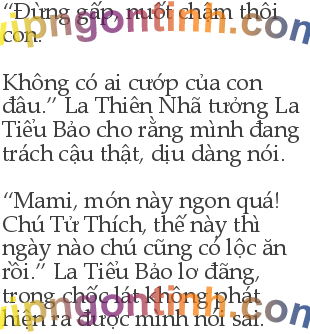 “Đừng gấp, nuốt chậm thôi
con.
Không có ai cướp của con
đâu.” La Thiên Nhã tưởng La
Tiểu Bảo cho rằng mình đang
trách cậu thật, dịu dàng nói.
“Mami, món này ngon quá!
Chú Tử Thích, thế này thì
ngày nào chú cũng có lộc ăn
rồi.” La Tiểu Bảo lơ đãng,
trong chốc lát không phát
hiện ra được mình nói sai.
vipngontinh.com
vipngontinh.com